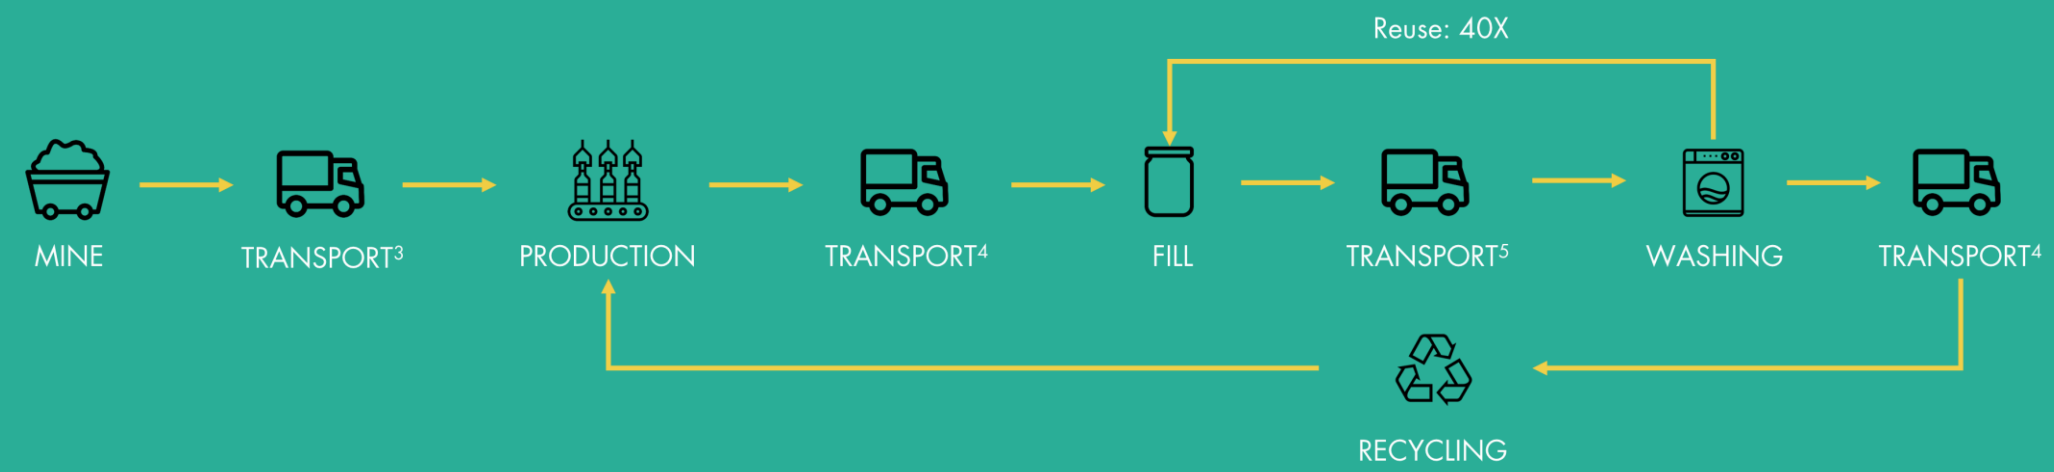 Reuse: 40X
MINE
TRANSPORT³
PRODUCTION
TRANSPORT⁴
FILL
TRANSPORT⁵
WASHING
TRANSPORT⁴
RECYCLING